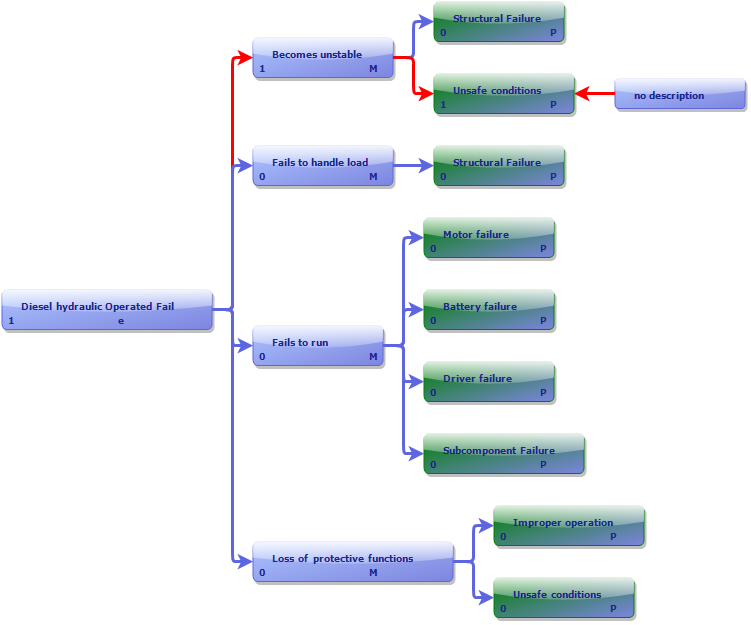 Structural Failure
0 P
Becomes unstable
1 M
Unsafe conditions
1 P
no description
Fails to handle load
0 M
Structural Failure
0 P
Motor failure
0 P
Diesel hydraulic Operated Fail
1 e
Battery failure
0 P
Fails to run
0 M
Driver failure
0 P
Subcomponent Failure
0 P
Improper operation
0 P
Loss of protective functions
0 M
Unsafe conditions
0 P